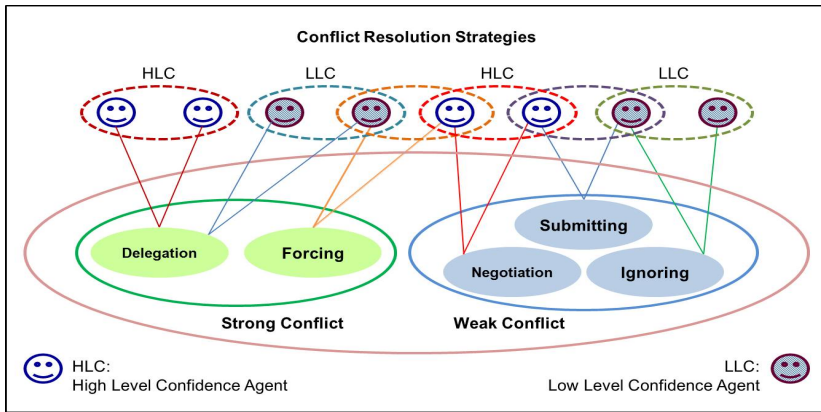 Conflict Resolution Strategies
HLC
LLC
HLC
LLC
Submitting
Delegation
Forcing
Negotiation
Ignoring
Strong Conflict
Weak Conflict
HLC:
High Level Confidence Agent
LLC:
Low Level Confidence Agent